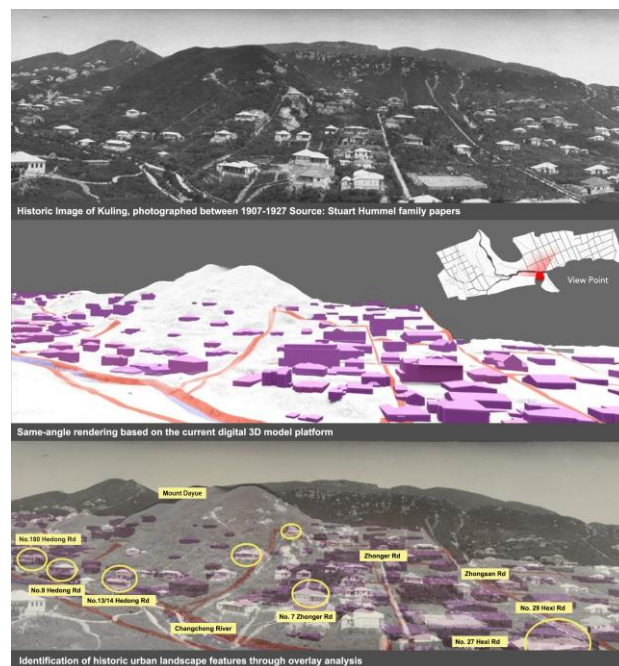 Historic Image of Kuling, photographed between 1907-1927 Source: Stuart Hummel family papers
View Point
Same-angle rendering based on the current digital 3D model platform
Mount Dayue
No.180 Hedong Rd
Zhonger Rd
Zhongsan Rd
No.9 Hedong Rd
No.13/14 Hedong Rd
No. 7 Zhonger Rd
No. 29 Hexi Rd
Changchong River
No. 27 Hexi Rd
Identification of historic urban landscape features through overlay analysis